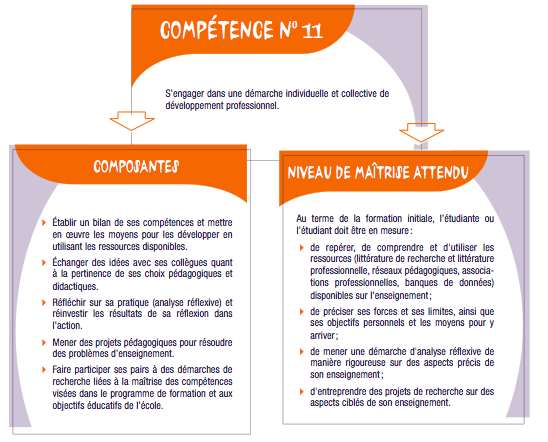 COMPÉTENCE Nº 11
S'engager dans une démarche individuelle et collective de
développement professionnel.
COMPOSANTES
Établir un bilan de ses compétences et mettre
en œuvre les moyens pour les développer en
utilisant les ressources disponibles.
Échanger des idées avec ses collègues quant
à la pertinence de ses choix pédagogiques et
didactiques.
Réfléchir sur sa pratique (analyse réflexive) et
réinvestir les résultats de sa réflexion dans
l'action.
Mener des projets pédagogiques pour résoudre
des problèmes d'enseignement.
Faire participer ses pairs à des démarches de
recherche liées à la maîtrise des compétences
visées dans le programme de formation et aux
objectifs éducatifs de l'école.
NIVEAU DE MAÎTRISE ATTENDU
Au terme de la formation initiale, l'étudiante ou
l'étudiant doit être en mesure :
de repérer, de comprendre et d'utiliser les
ressources (littérature de recherche et littérature
professionnelle, réseaux pédagogiques, associa-
tions professionnelles, banques de données)
disponibles sur l'enseignement ;
de préciser ses forces et ses limites, ainsi que
ses objectifs personnels et les moyens pour y
arriver ;
de mener une démarche d'analyse réflexive de
manière rigoureuse sur des aspects précis de
son enseignement ;
d'entreprendre des projets de recherche sur des
aspects ciblés de son enseignement.